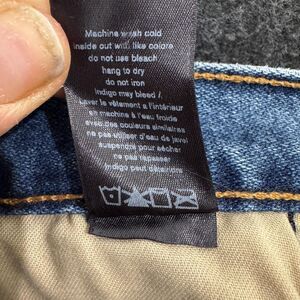 Machine wash cold
inside out with like colors
do not use bleach
hang to dry
do not iron
Indigo may bleed /
Laver le vêtement a l'intérieur
en machine à l'eau froide
avec des couleurs similaires
ne pas utiliser d'eau de javel
suspendre pour sécher
ne pas repasser
Indigo peut déteindre